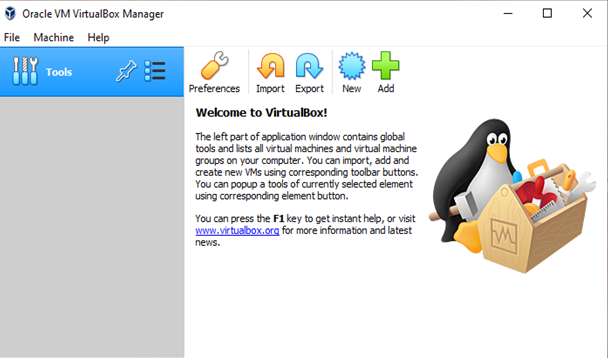 Oracle VM VirtualBox Manager
File Machine Help
Tools
Preferences Import Export New Add
Welcome to VirtualBox!
The left part of application window contains global
tools and lists all virtual machines and virtual machine
groups on your computer. You can import, add and
create new VMs using corresponding toolbar buttons.
You can popup a tools of currently selected element
using corresponding element button.
You can press the F1 key to get instant help, or visit
www.virtualbox.org for more information and latest
news.